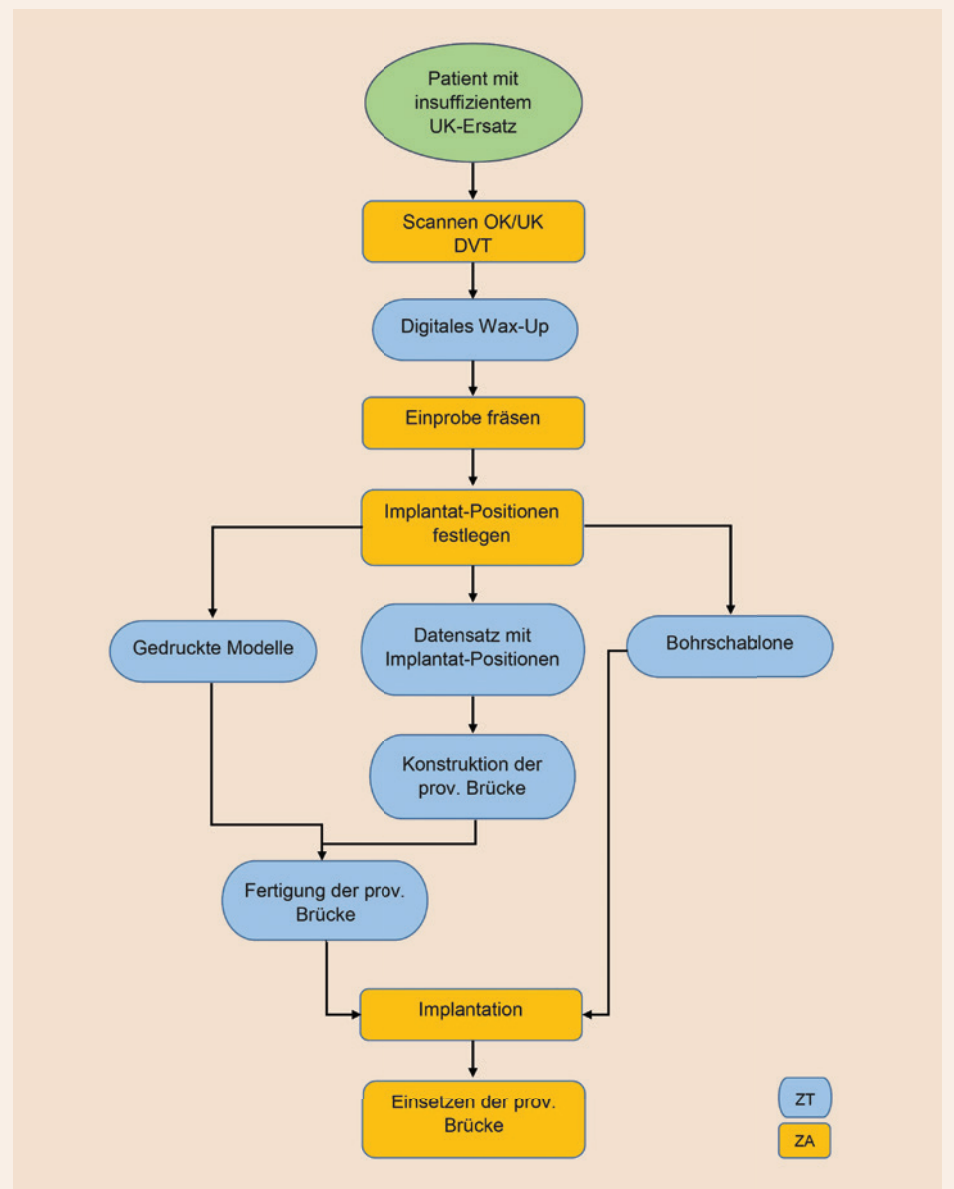 Patient mit
insuffizientem
UK-Ersatz
Scannen OK/UK
DVT
Digitales Wax-Up
Einprobe fräsen
Implantat-Positionen
festlegen
Gedruckte Modelle
Datensatz mit
Implantat-Positionen
Bohrschablone
Konstruktion der
prov. Brücke
Fertigung der prov.
Brücke
Implantation
Einsetzen der prov.
Brücke
ZT
ZA